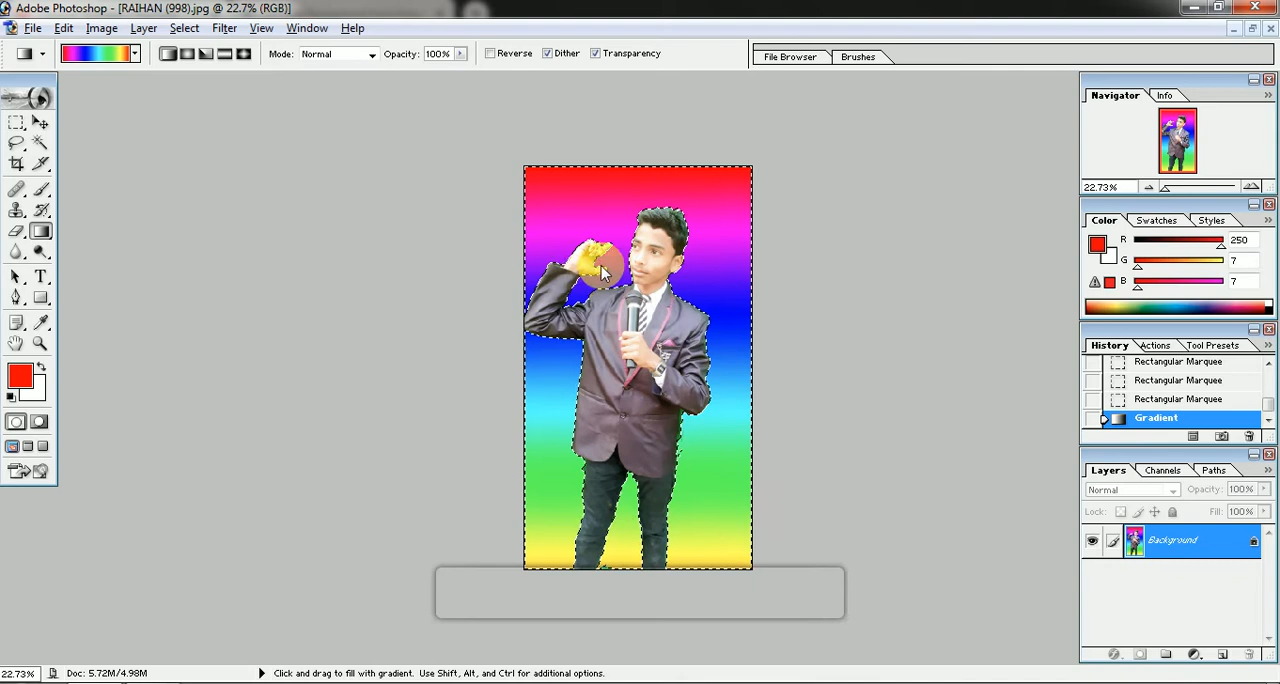 Adobe Photoshop - [RAIHAN (998).jpg @ 22.7% (RGB)]
File Edit Image Layer Select Filter View Window Help
Mode: Normal Opacity: 100% Reverse Dither Transparency File Browser Brushes
Navigator Info
22.73%
Color Swatches Styles
R 250
G 7
B 7
History Actions Tool Presets
Rectangular Marquee
Rectangular Marquee
Rectangular Marquee
Gradient
Layers Channels Paths
Normal Opacity: 100%
Lock: Fill: 100%
Background
22.73% Doc: 5.72M/4.98M Click and drag to fill with gradient. Use Shift, Alt, and Ctrl for additional options.